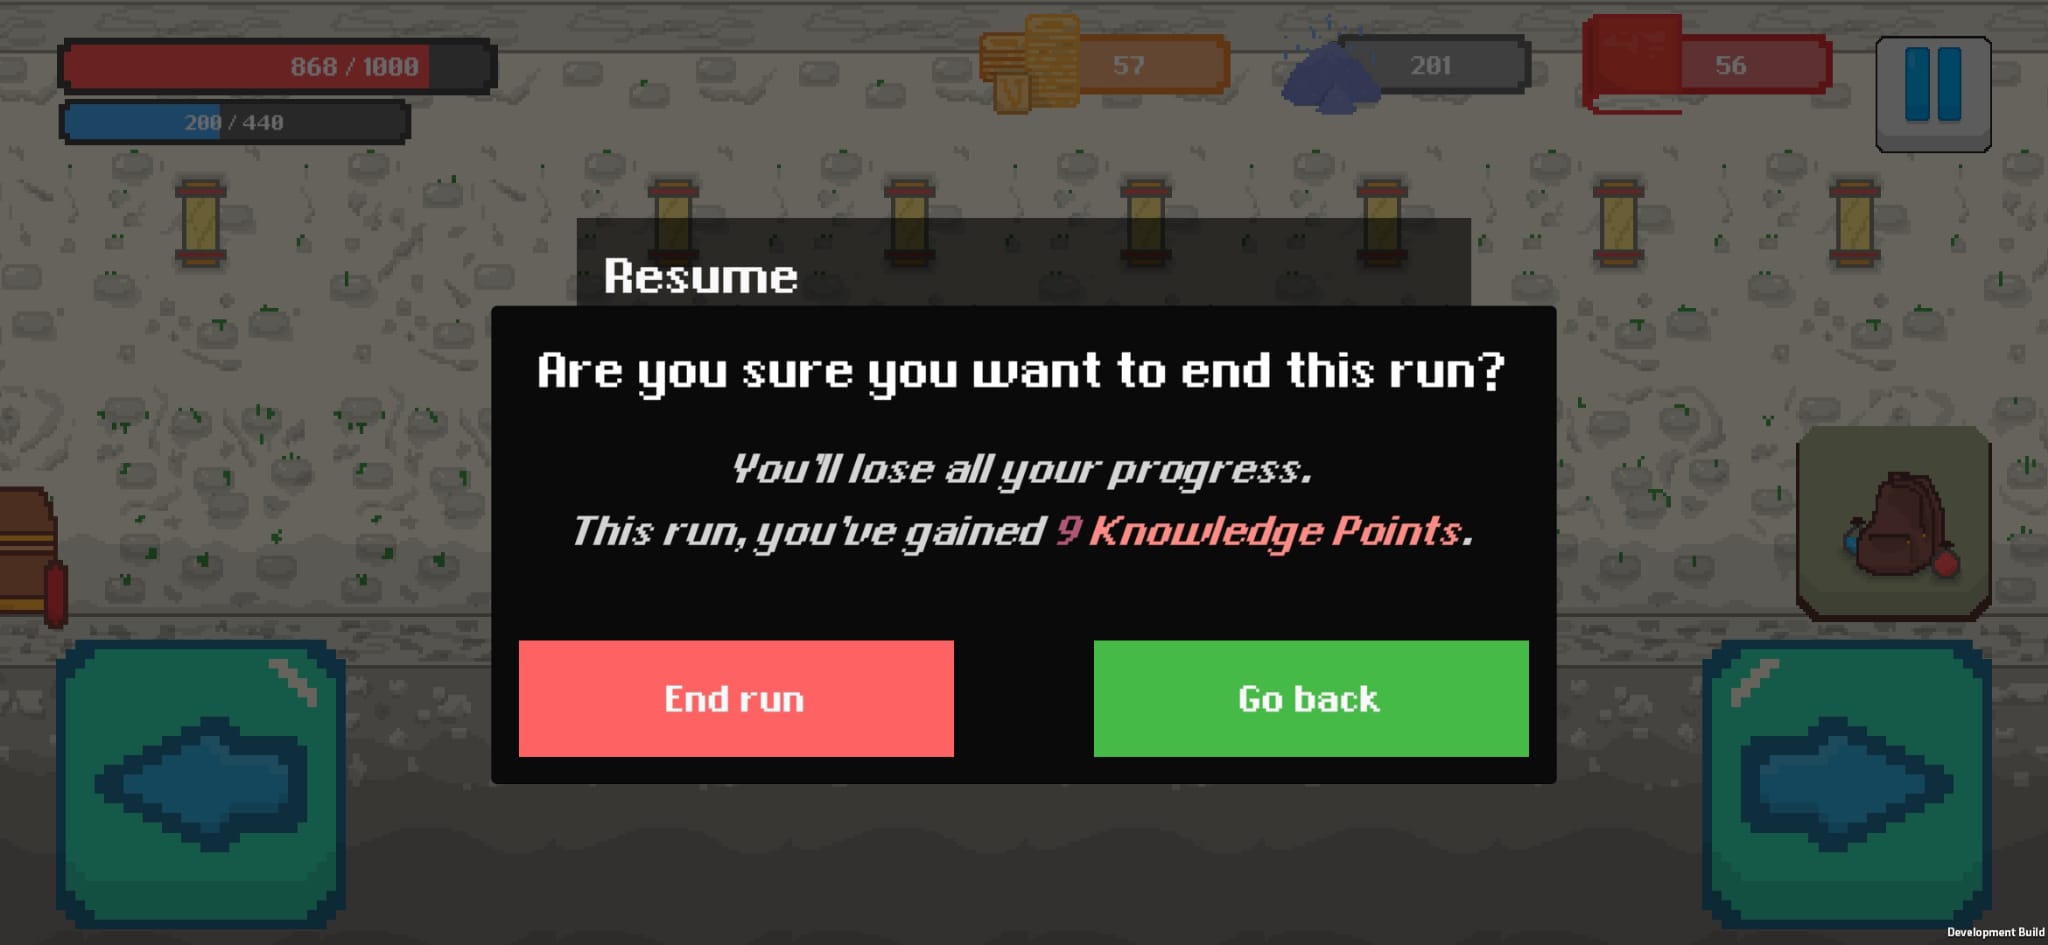 868 / 1000
57
201
56
200 / 440
Resume
Are you sure you want to end this run?
You'll lose all your progress.
This run, you've gained 9 Knowledge Points.
End run
Go back
Development Build